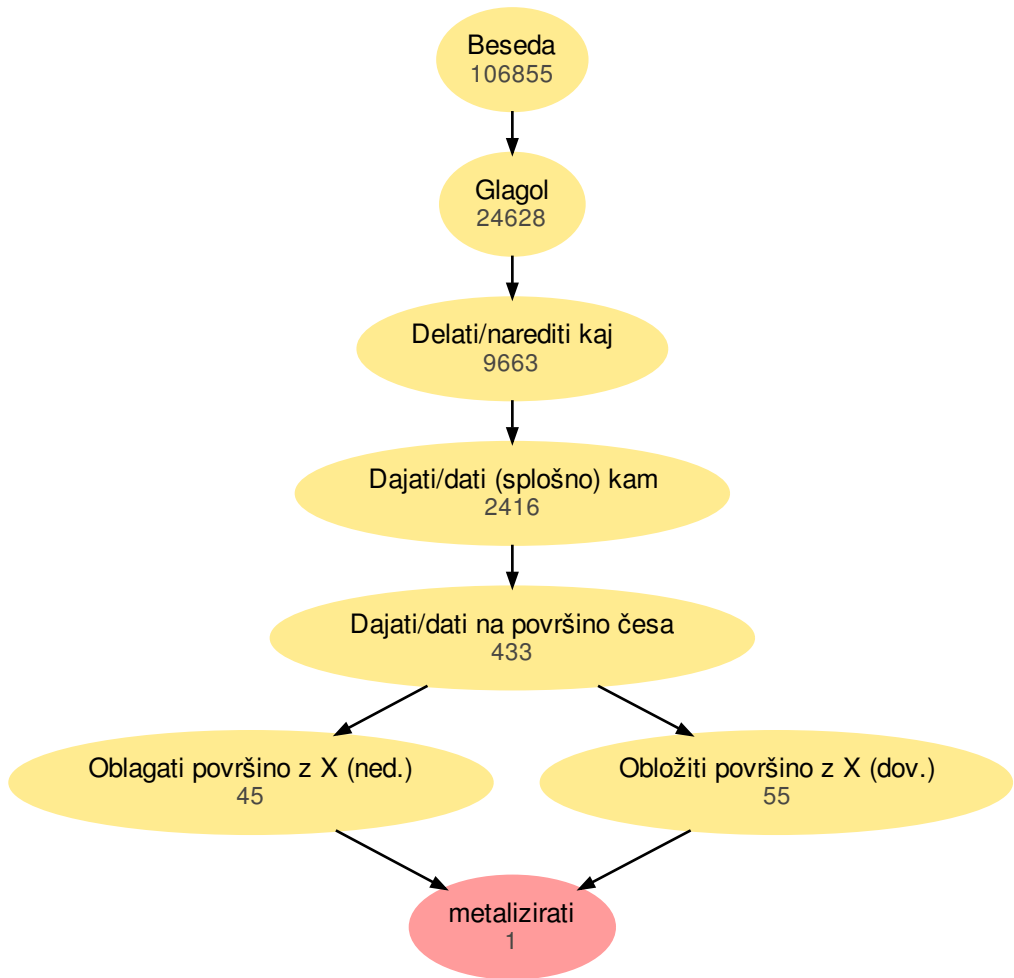 Beseda
106855
Glagol
24628
Delati/narediti kaj
9663
Dajati/dati (splošno) kam
2416
Dajati/dati na površino česa
433
Oblagati površino z X (ned.)
45
Obložiti površino z X (dov.)
55
metalizirati
1